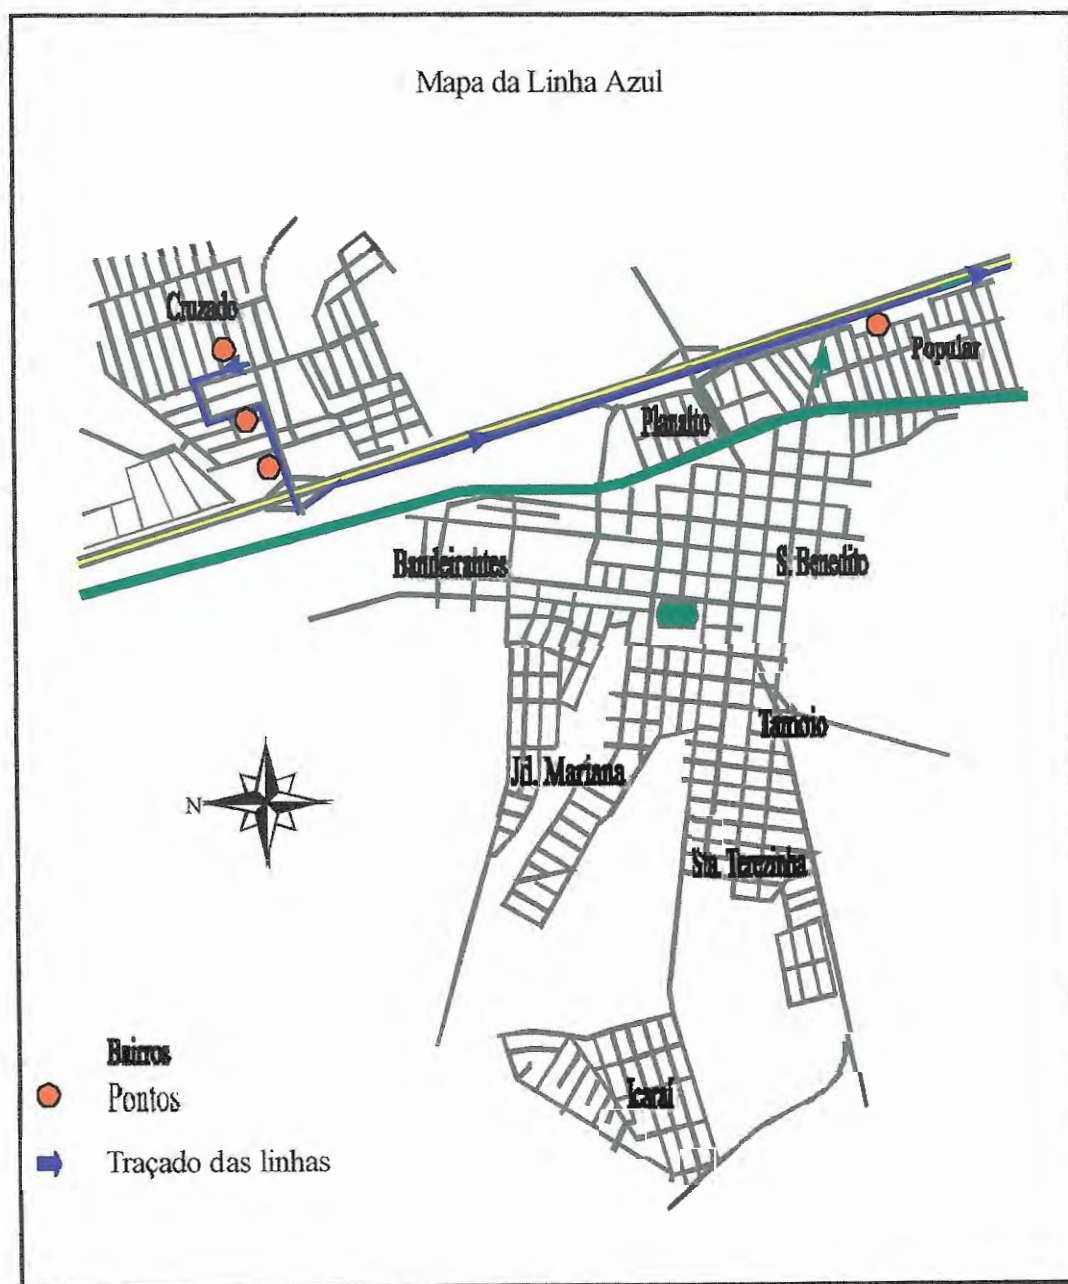 Mapa da Linha Azul
Cruzado
Popular
Planalto
Bandeirantes
S. Benedito
Tamoio
Jd. Mariana
N
Sta. Terezinha
Icaraí
Bairros
Pontos
Traçado das linhas